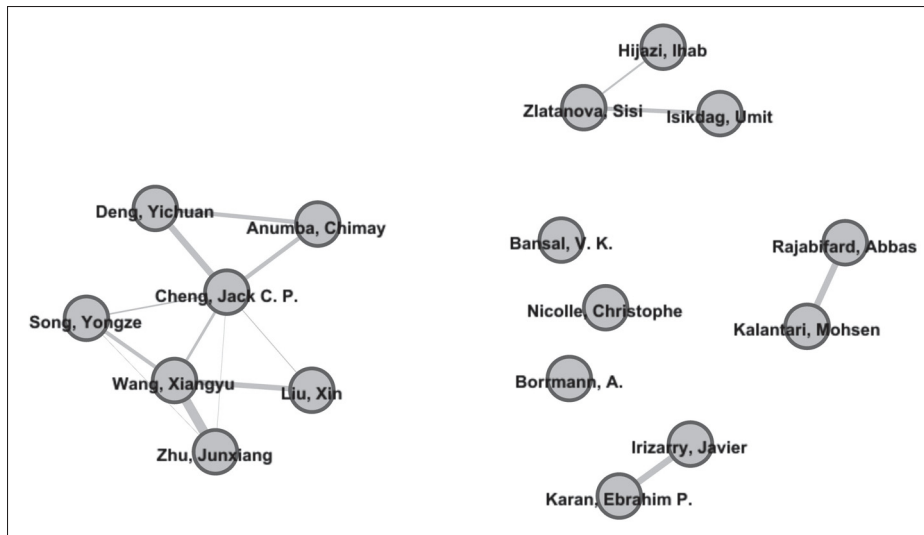 Hijazi, Ihab
Zlatanova, Sisi
Isikdag, Umit
Deng, Yichuan
Anumba, Chimay
Bansal, V. K.
Rajabifard, Abbas
Cheng, Jack C. P.
Nicolle, Christophe
Song, Yongze
Kalantari, Mohsen
Wang, Xiangyu
Liu, Xin
Borrmann, A.
Zhu, Junxiang
Irizarry, Javier
Karan, Ebrahim P.